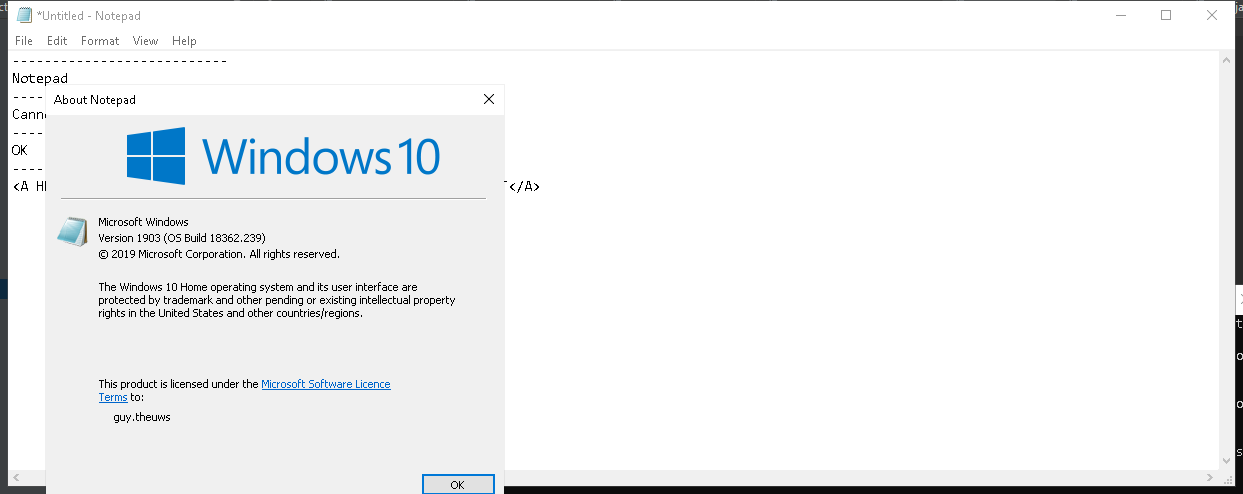 *Untitled - Notepad
File Edit Format View Help
---------------------------
Notepad
----
----
OK
----
<A
</A>
About Notepad
Windows 10
Microsoft Windows
Version 1903 (OS Build 18362.239)
© 2019 Microsoft Corporation. All rights reserved.
The Windows 10 Home operating system and its user interface are
protected by trademark and other pending or existing intellectual property
rights in the United States and other countries/regions.
This product is licensed under the Microsoft Software Licence
Terms to:
guy.theuws
OK